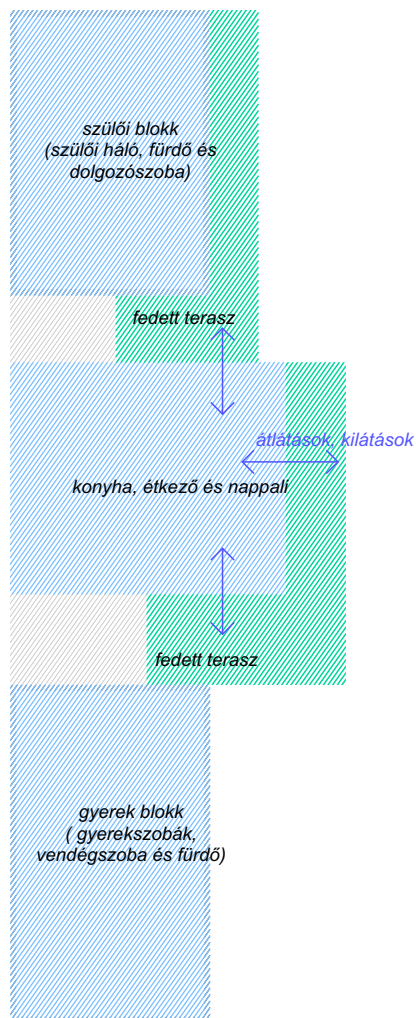 szülői blokk
(szülői háló, fürdő és
dolgozószoba)
fedett terasz
átlátások, kilátások
konyha, étkező és nappali
fedett terasz
gyerek blokk
( gyerekszobák,
vendégszoba és fürdő)